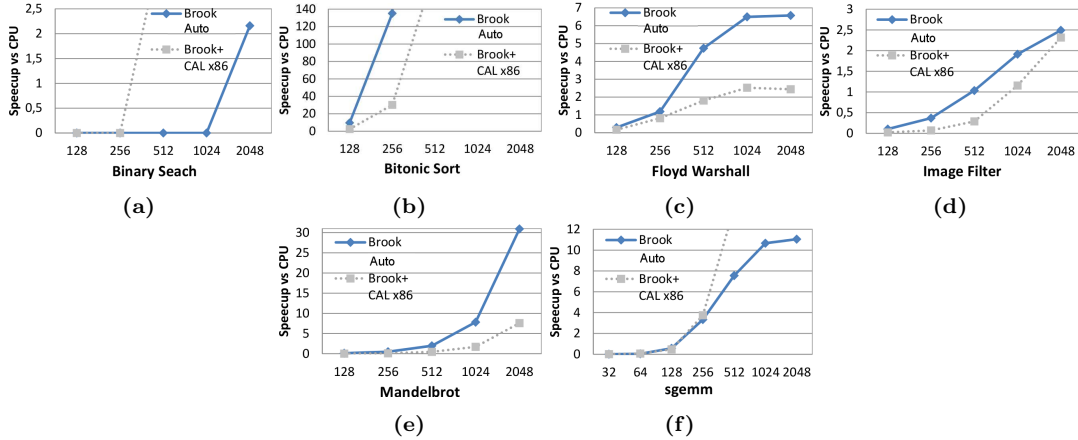 2,5
2
1,5
1
0,5
0
Speecup vs CPU
Brook
Auto
Brook+
CAL x86
128 256 512 1024 2048
Binary Seach
(a)
140
120
100
80
60
40
20
0
Speecup vs CPU
Brook
Auto
Brook+
CAL x86
128 256 512 1024 2048
Bitonic Sort
(b)
7
6
5
4
3
2
1
0
Speecup vs CPU
Brook
Auto
Brook+
CAL x86
128 256 512 1024 2048
Floyd Warshall
(c)
3
2,5
2
1,5
1
0,5
0
Speecup vs CPU
Brook
Auto
Brook+
CAL x86
128 256 512 1024 2048
Image Filter
(d)
30
25
20
15
10
5
0
Speecup vs CPU
Brook
Auto
Brook+
CAL x86
128 256 512 1024 2048
Mandelbrot
(e)
12
10
8
6
4
2
0
Speecup vs CPU
Brook
Auto
Brook+
CAL x86
32 64 128 256 512 1024 2048
sgemm
(f)